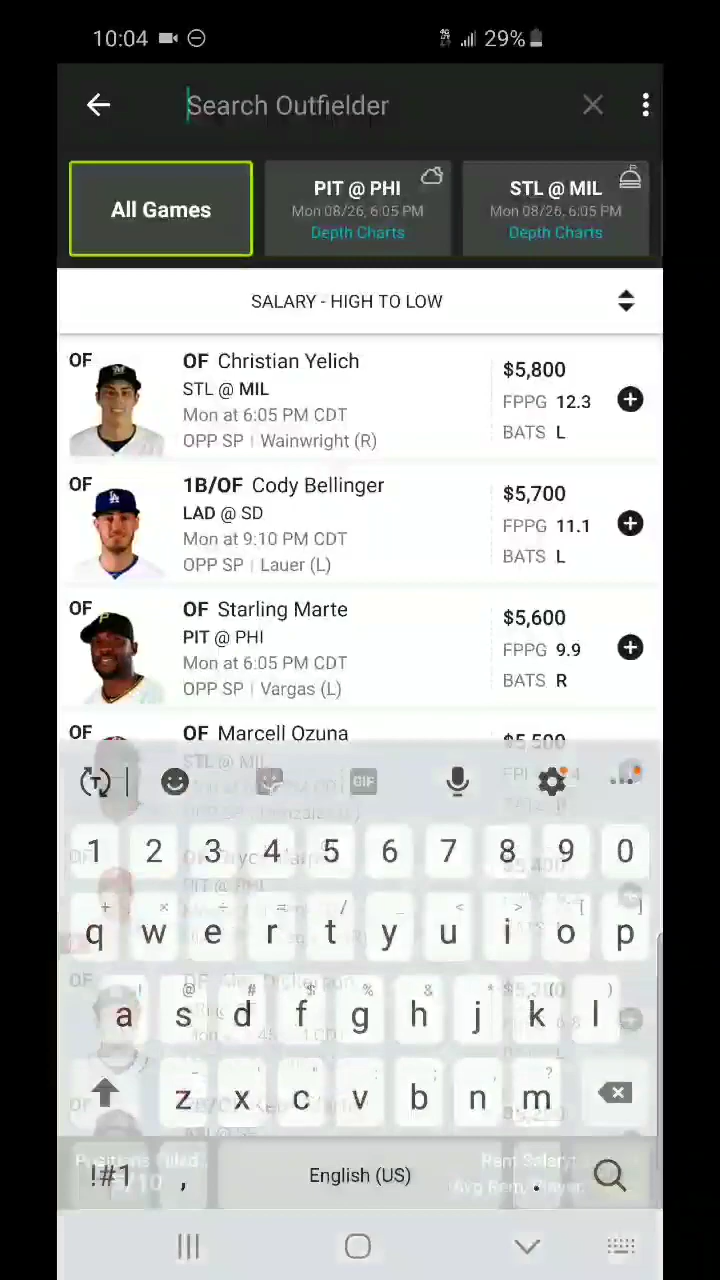 10:04 29%
Search Outfielder
All Games
PIT @ PHI
Mon 08/26, 6:05 PM
Depth Charts
STL @ MIL
Mon 08/26, 6:05 PM
Depth Charts
SALARY - HIGH TO LOW
OF
OF Christian Yelich
STL @ MIL
Mon at 6:05 PM CDT
OPP SP | Wainwright (R)
$5,800
FPPG 12.3
BATS L
OF
1B/OF Cody Bellinger
LAD @ SD
Mon at 9:10 PM CDT
OPP SP | Lauer (L)
$5,700
FPPG 11.1
BATS L
OF
OF Starling Marte
PIT @ PHI
Mon at 6:05 PM CDT
OPP SP | Vargas (L)
$5,600
FPPG 9.9
BATS R
OF
OF Marcell Ozuna
STL @ MIL
$5,500
GIF
1 2 3 4 5 6 7 8 9 0
q w e r t y u i o p
a s d f g h j k l
z x c v b n m
!#1 , English (US) .